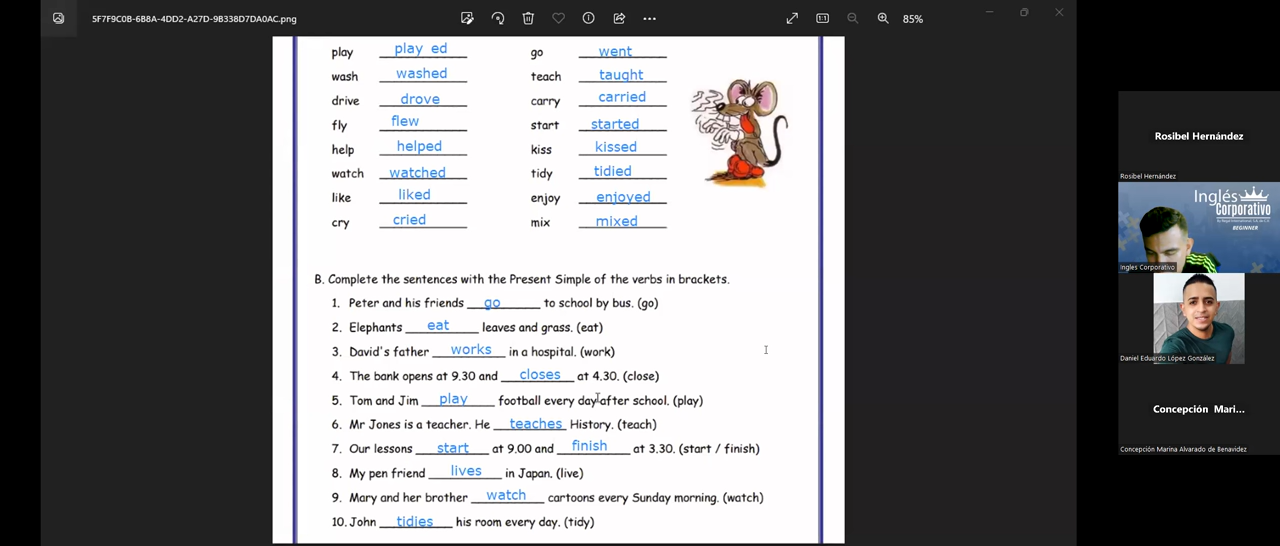 5F7F9C0B-6B8A-4DD2-A27D-9B338D7DA0AC.png
85%
play play ed go went
wash washed teach taught
drive drove carry carried
fly flew start started
help helped kiss kissed
watch watched tidy tidied
like liked enjoy enjoyed
cry cried mix mixed
B. Complete the sentences with the Present Simple of the verbs in brackets.
1. Peter and his friends go to school by bus. (go)
2. Elephants eat leaves and grass. (eat)
3. David's father works in a hospital. (work)
4. The bank opens at 9.30 and closes at 4.30. (close)
5. Tom and Jim play football every day after school. (play)
6. Mr Jones is a teacher. He teaches History. (teach)
7. Our lessons start at 9.00 and finish at 3.30. (start / finish)
8. My pen friend lives in Japan. (live)
9. Mary and her brother watch cartoons every Sunday morning. (watch)
10. John tidies his room every day. (tidy)
Rosibel Hernández
Rosibel Hernández
Inglés
Corporativo
BEGINNER
Ingles Corporativo
Daniel Eduardo López González
Concepción Mari...
Concepción Marina Alvarado de Benavidez